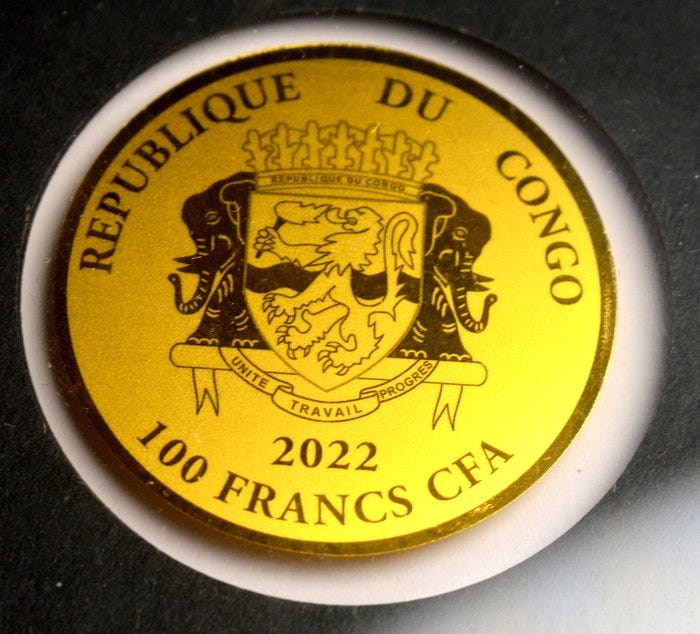 REPUBLIQUE DU CONGO
REPUBLIQUE DU CONGO
UNITE TRAVAIL PROGRES
2022
100 FRANCS CFA